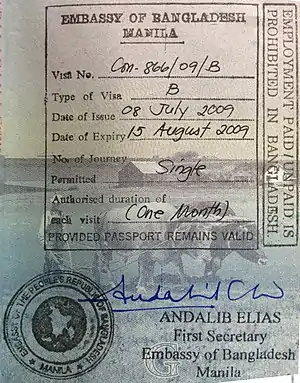 EMBASSY OF BANGLADESH
MANILA
Visa No. Con-866/09/B
Type of Visa B
Date of Issue 08 July 2009
Date of Expiry 15 August 2009
No. of Journey
Permitted Single
Authorised duration of
each visit (One Month)
PROVIDED PASSPORT REMAINS VALID
EMPLOYMENT PAID/UNPAID IS
PROHIBITED IN BANGLADESH
ANDALIB ELIAS
First Secretary
Embassy of Bangladesh
Manila
EMBASSY OF THE PEOPLE'S REPUBLIC OF BANGLADESH
MANILA